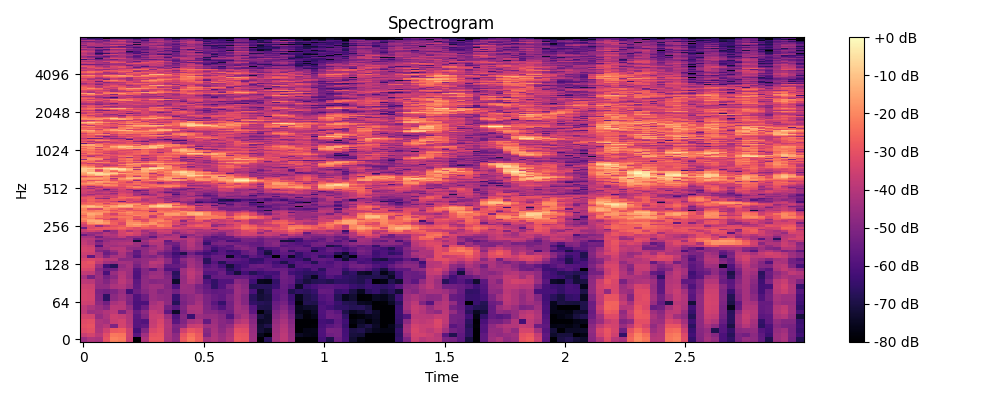 Spectrogram
Hz
4096
2048
1024
512
256
128
64
0
0
0.5
1
1.5
2
2.5
Time
+0 dB
-10 dB
-20 dB
-30 dB
-40 dB
-50 dB
-60 dB
-70 dB
-80 dB